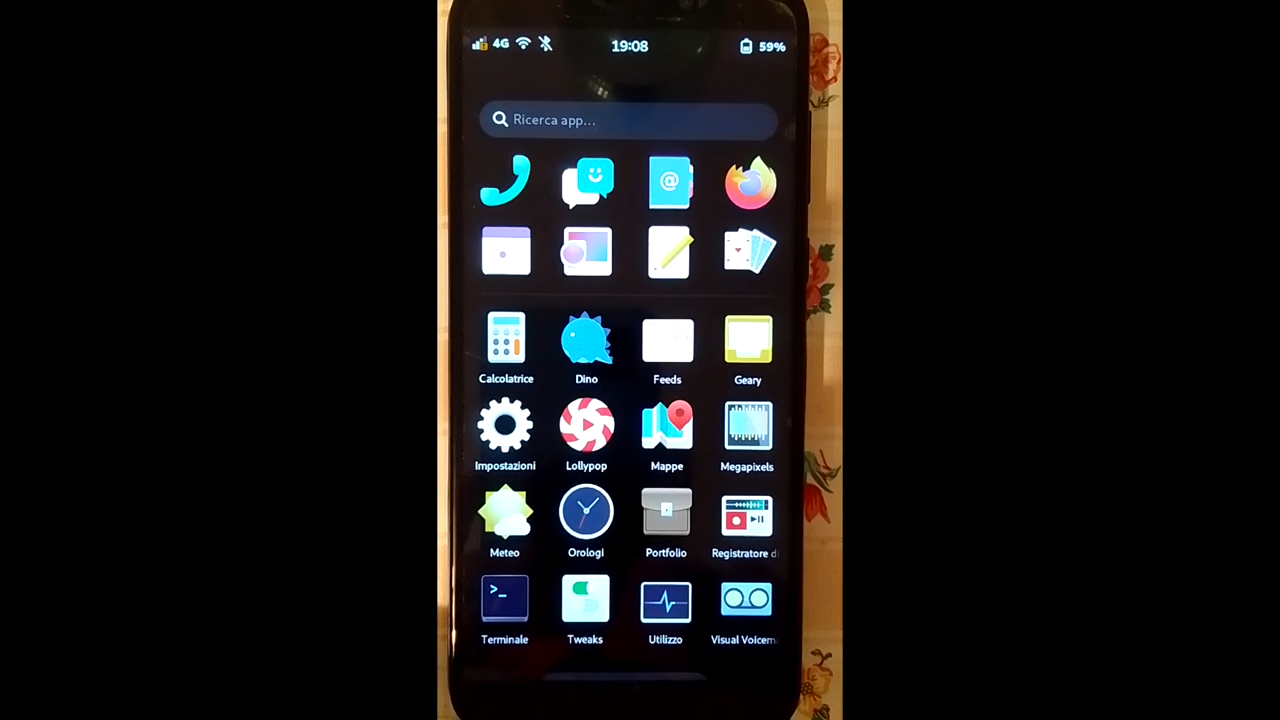 4G 19:08 59%
Ricerca app...
@
Calcolatrice Dino Feeds Geary
Impostazioni Lollypop Mappe Megapixels
Meteo Orologi Portfolio Registratore di
>_
Terminale Tweaks Utilizzo Visual Voicem